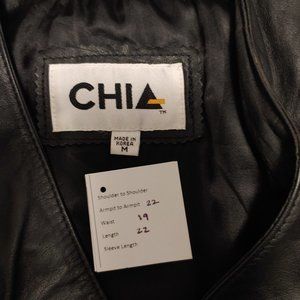 CHIA
TM
MADE IN
KOREA
M
Shoulder to Shoulder
Armpit to Armpit 22
Waist 19
Length 22
Sleeve Length